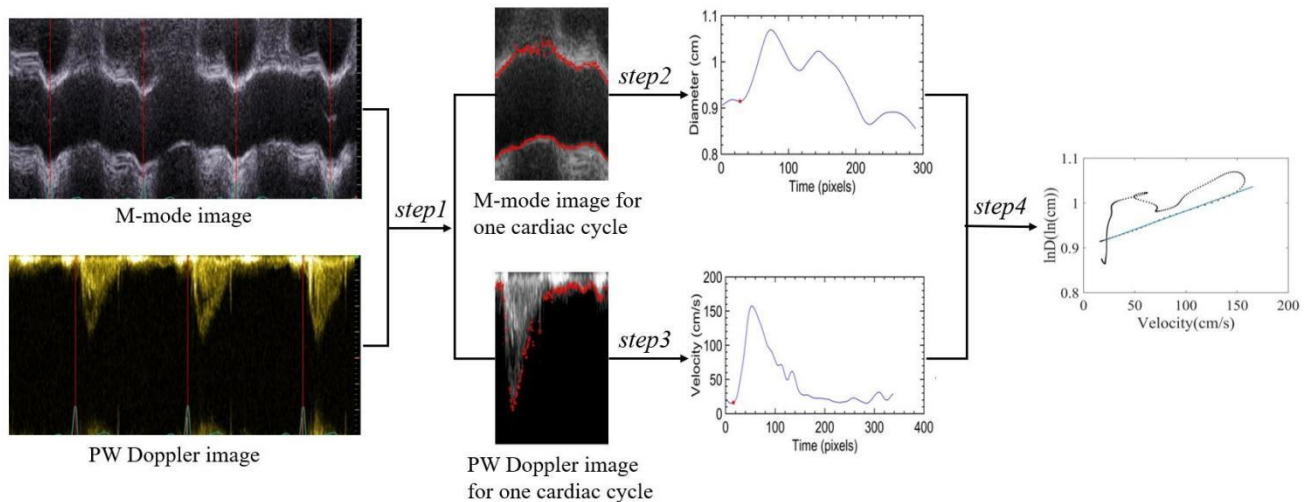 M-mode image
PW Doppler image
step1
M-mode image for
one cardiac cycle
PW Doppler image
for one cardiac cycle
step2
step3
Diameter (cm)
1.1
1
0.9
0.8
0
100
200
300
Time (pixels)
Velocity (cm/s)
200
150
100
50
0
0
100
200
300
400
Time (pixels)
step4
lnD(ln(cm))
1.1
1
0.9
0.8
0
50
100
150
200
Velocity(cm/s)